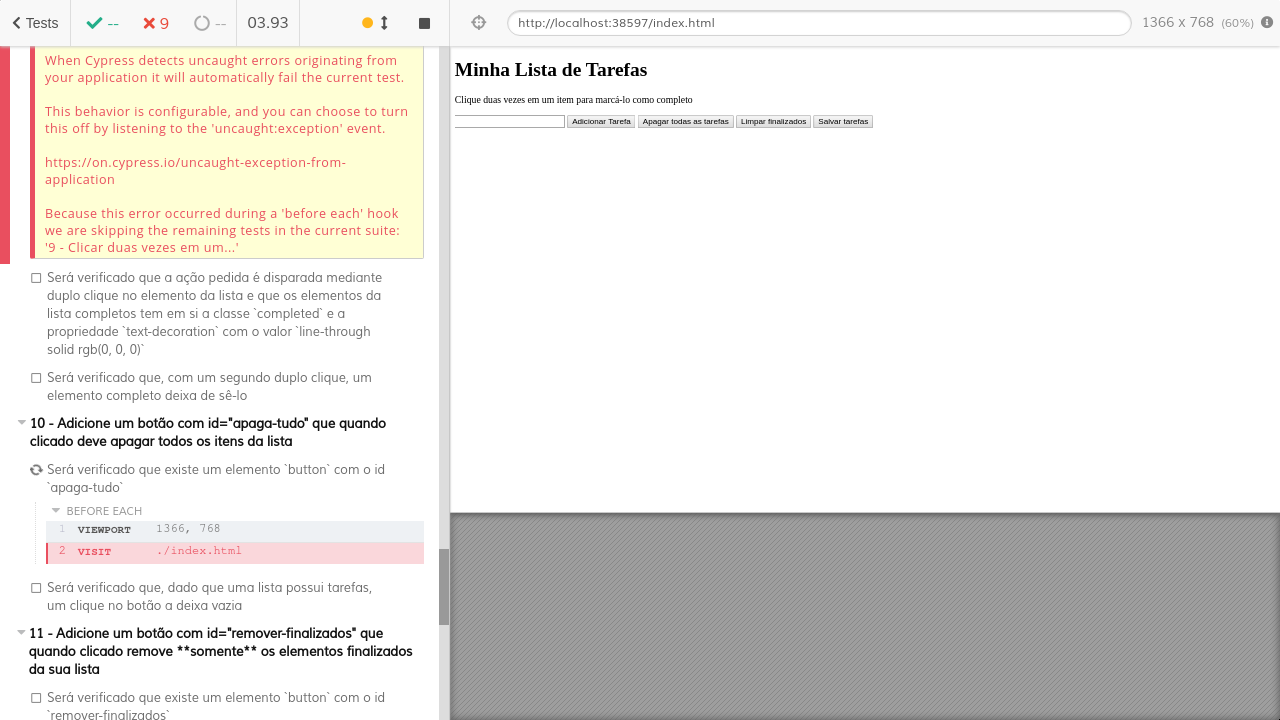 Tests
--
9
--
03.93
http://localhost:38597/index.html
1366 x 768 (60%)
When Cypress detects uncaught errors originating from
your application it will automatically fail the current test.
This behavior is configurable, and you can choose to turn
this off by listening to the 'uncaught:exception' event.
https://on.cypress.io/uncaught-exception-from-
application
Because this error occurred during a 'before each' hook
we are skipping the remaining tests in the current suite:
'9 - Clicar duas vezes em um...'
Será verificado que a ação pedida é disparada mediante
duplo clique no elemento da lista e que os elementos da
lista completos tem em si a classe `completed` e a
propriedade `text-decoration` com o valor `line-through
solid rgb(0, 0, 0)`
Será verificado que, com um segundo duplo clique, um
elemento completo deixa de sê-lo
10 - Adicione um botão com id="apaga-tudo" que quando
clicado deve apagar todos os itens da lista
Será verificado que existe um elemento `button` com o id
`apaga-tudo`
BEFORE EACH
1 VIEWPORT 1366, 768
2 VISIT ./index.html
Será verificado que, dado que uma lista possui tarefas,
um clique no botão a deixa vazia
11 - Adicione um botão com id="remover-finalizados" que
quando clicado remove **somente** os elementos finalizados
da sua lista
Será verificado que existe um elemento `button` com o id
`remover-finalizados`
Minha Lista de Tarefas
Clique duas vezes em um item para marcá-lo como completo
Adicionar Tarefa
Apagar todas as tarefas
Limpar finalizados
Salvar tarefas